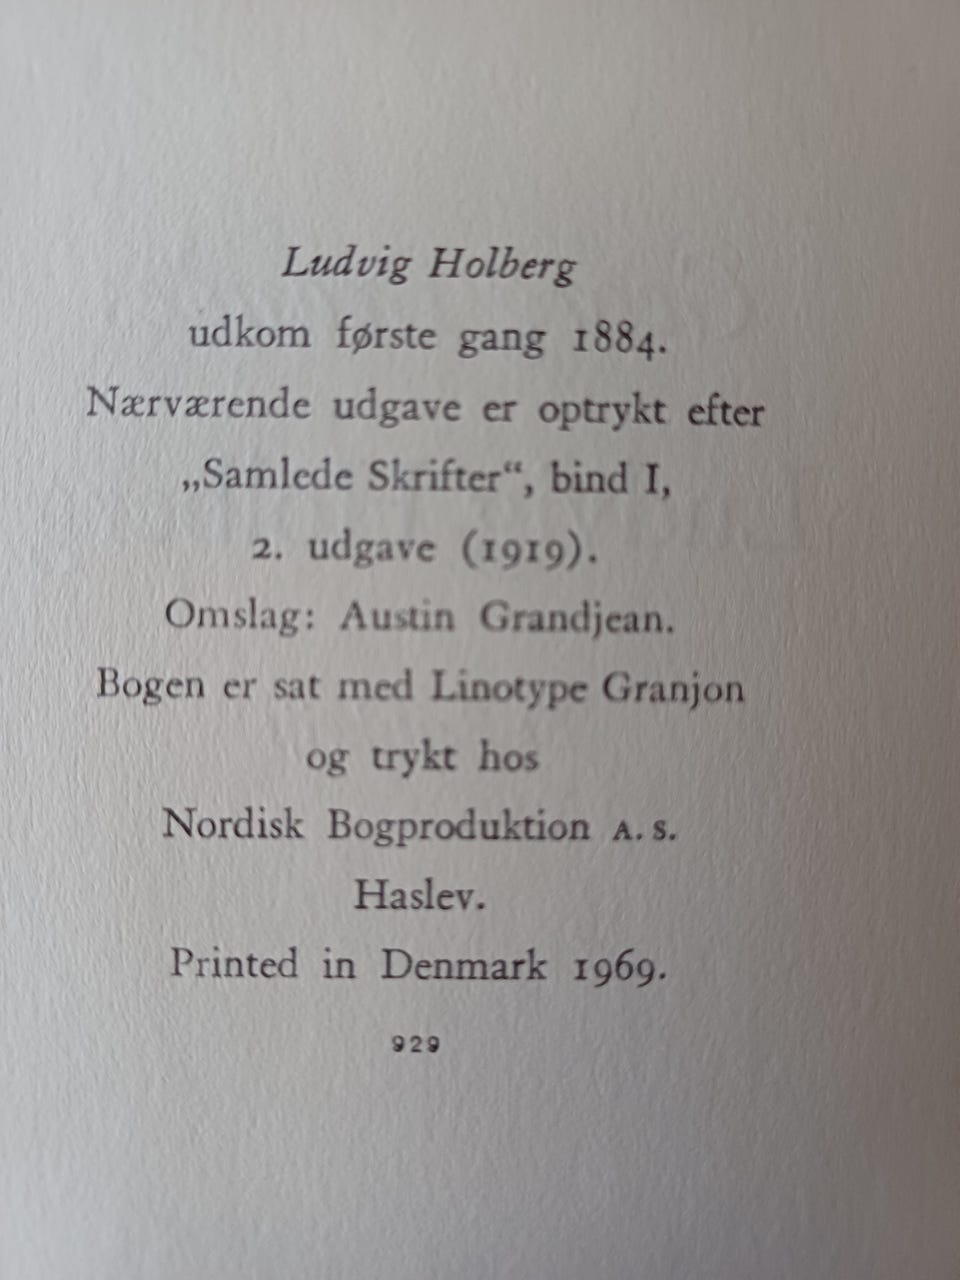 Ludvig Holberg
udkom første gang 1884.
Nærværende udgave er optrykt efter
„Samlede Skrifter“, bind I,
2. udgave (1919).
Omslag: Austin Grandjean.
Bogen er sat med Linotype Granjon
og trykt hos
Nordisk Bogproduktion A. S.
Haslev.
Printed in Denmark 1969.
929